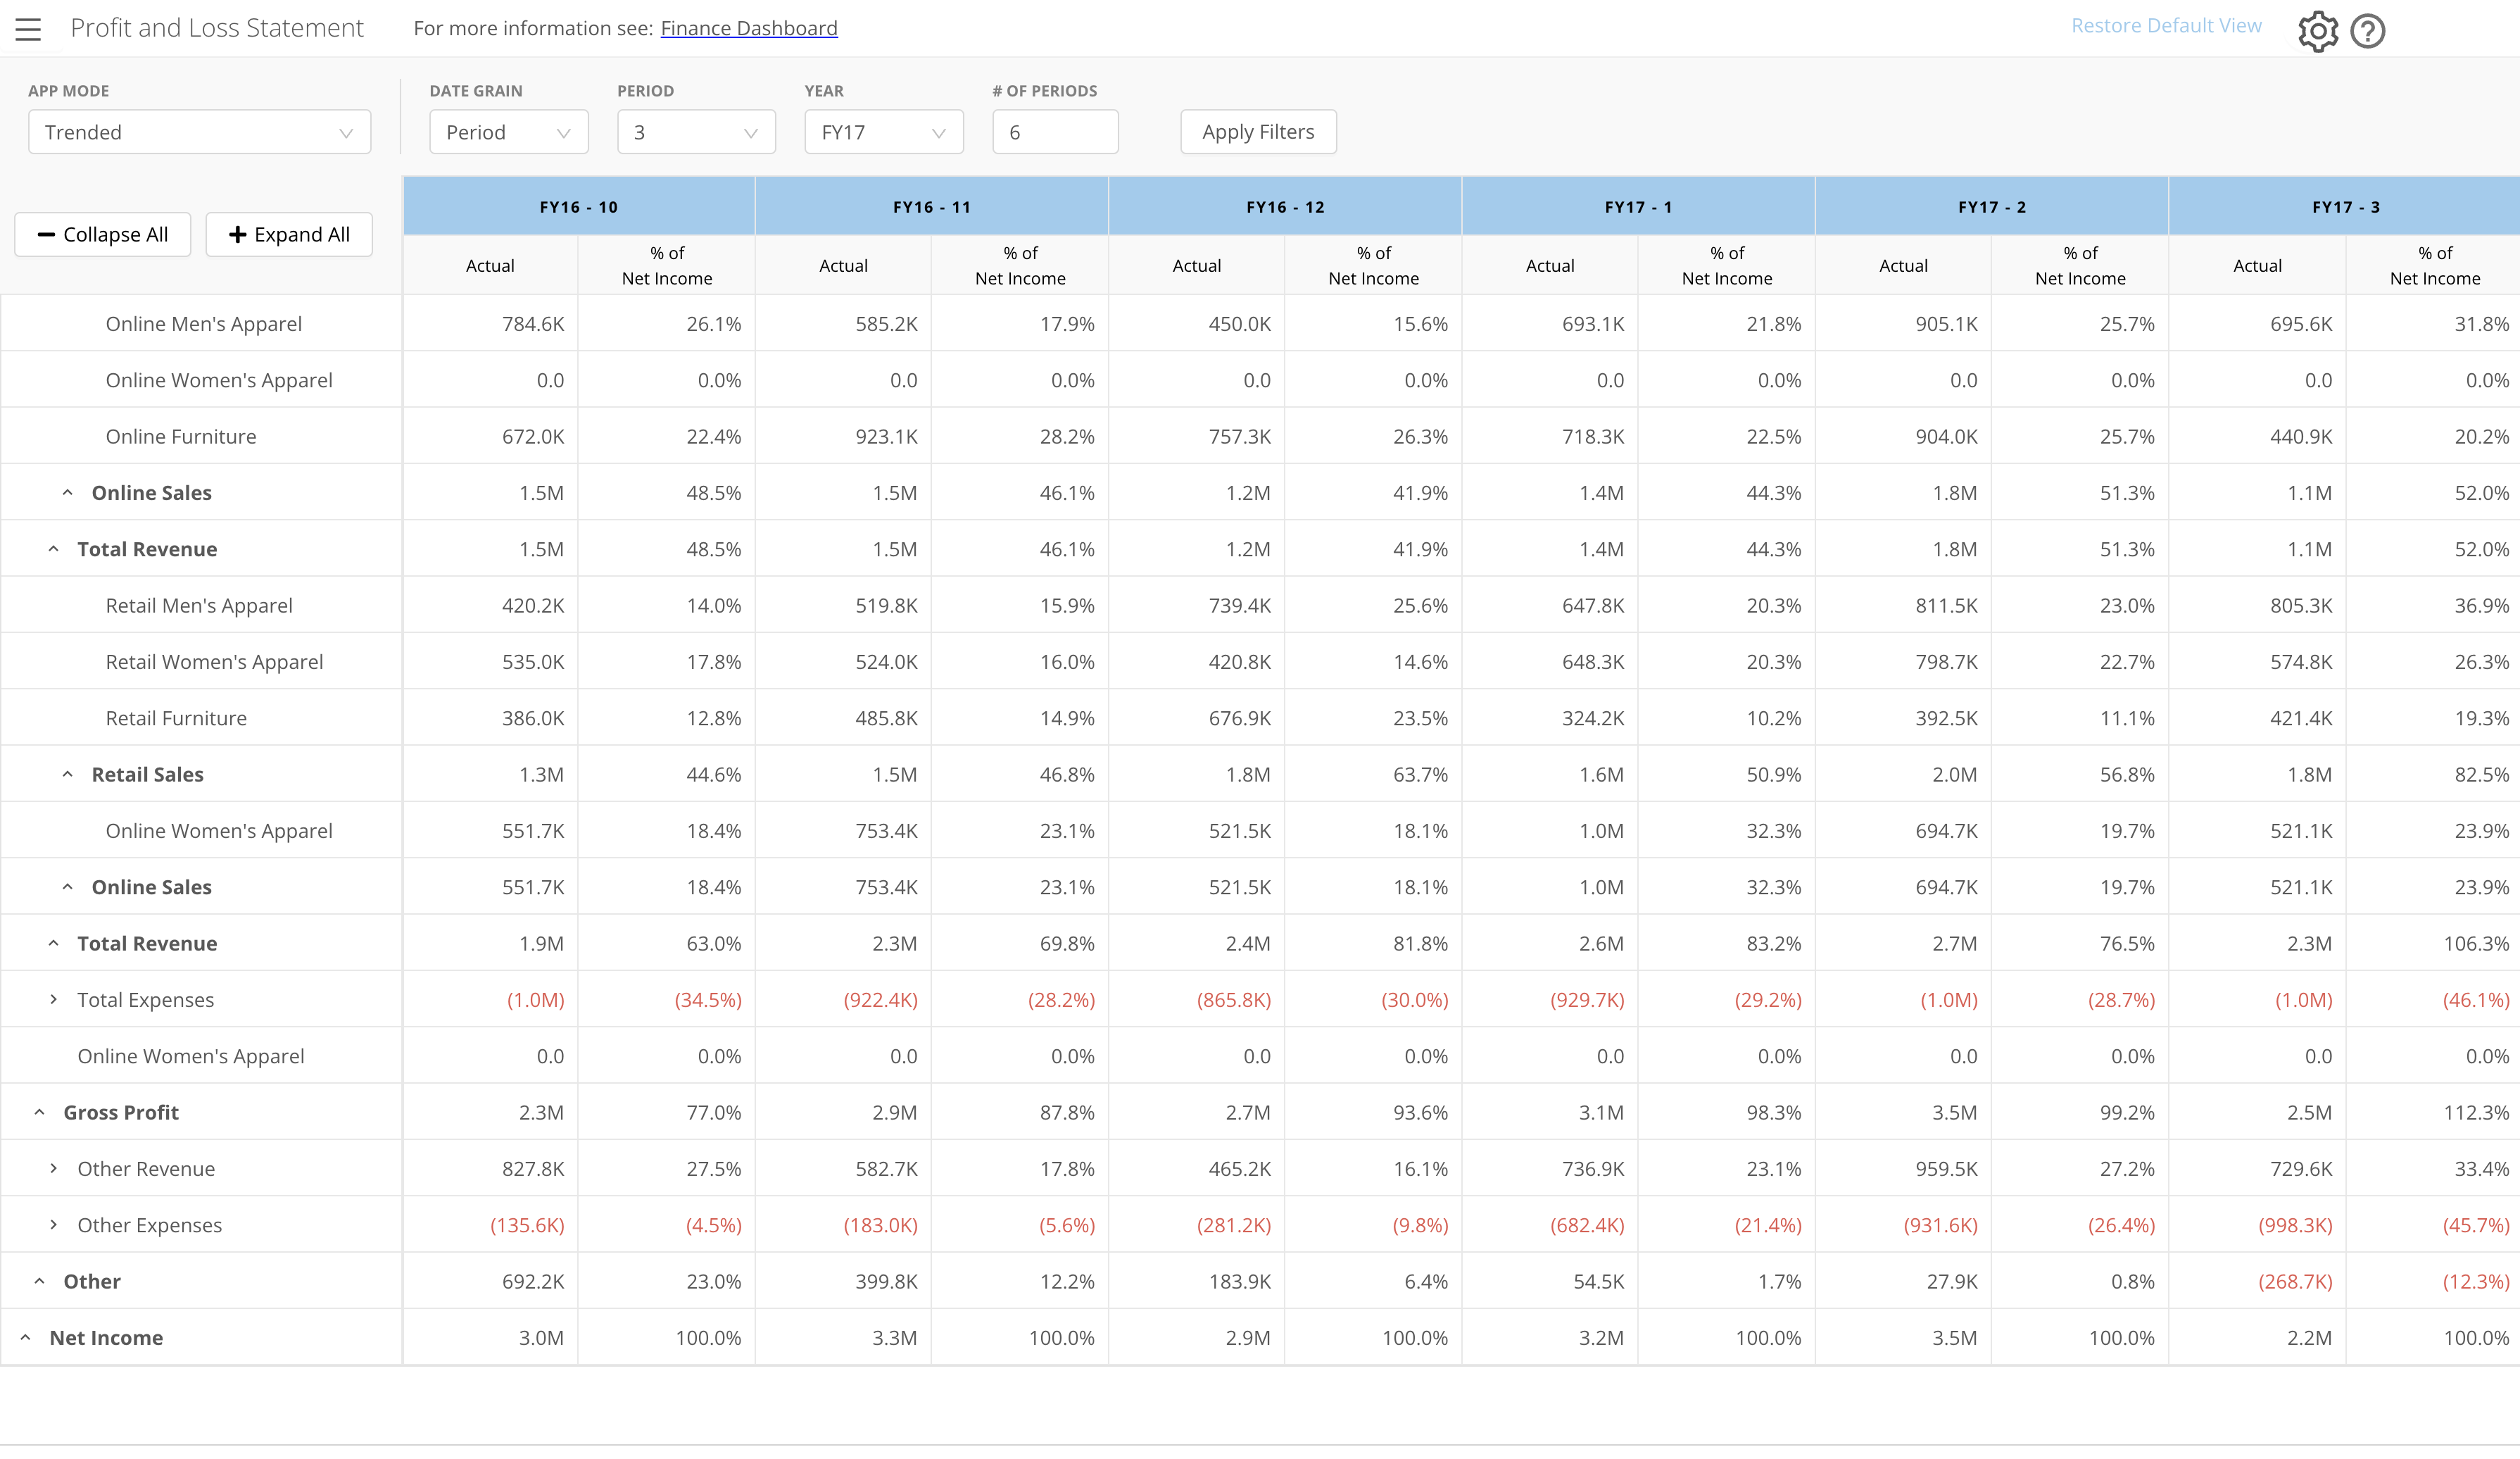 Profit and Loss Statement For more information see: Finance Dashboard Restore Default View
APP MODE DATE GRAIN PERIOD YEAR # OF PERIODS
Trended Period 3 FY17 6 Apply Filters
Collapse All Expand All
FY16 - 10 FY16 - 11 FY16 - 12 FY17 - 1 FY17 - 2 FY17 - 3
Actual % of Net Income Actual % of Net Income Actual % of Net Income Actual % of Net Income Actual % of Net Income Actual % of Net Income
Online Men's Apparel 784.6K 26.1% 585.2K 17.9% 450.0K 15.6% 693.1K 21.8% 905.1K 25.7% 695.6K 31.8%
Online Women's Apparel 0.0 0.0% 0.0 0.0% 0.0 0.0% 0.0 0.0% 0.0 0.0% 0.0 0.0%
Online Furniture 672.0K 22.4% 923.1K 28.2% 757.3K 26.3% 718.3K 22.5% 904.0K 25.7% 440.9K 20.2%
Online Sales 1.5M 48.5% 1.5M 46.1% 1.2M 41.9% 1.4M 44.3% 1.8M 51.3% 1.1M 52.0%
Total Revenue 1.5M 48.5% 1.5M 46.1% 1.2M 41.9% 1.4M 44.3% 1.8M 51.3% 1.1M 52.0%
Retail Men's Apparel 420.2K 14.0% 519.8K 15.9% 739.4K 25.6% 647.8K 20.3% 811.5K 23.0% 805.3K 36.9%
Retail Women's Apparel 535.0K 17.8% 524.0K 16.0% 420.8K 14.6% 648.3K 20.3% 798.7K 22.7% 574.8K 26.3%
Retail Furniture 386.0K 12.8% 485.8K 14.9% 676.9K 23.5% 324.2K 10.2% 392.5K 11.1% 421.4K 19.3%
Retail Sales 1.3M 44.6% 1.5M 46.8% 1.8M 63.7% 1.6M 50.9% 2.0M 56.8% 1.8M 82.5%
Online Women's Apparel 551.7K 18.4% 753.4K 23.1% 521.5K 18.1% 1.0M 32.3% 694.7K 19.7% 521.1K 23.9%
Online Sales 551.7K 18.4% 753.4K 23.1% 521.5K 18.1% 1.0M 32.3% 694.7K 19.7% 521.1K 23.9%
Total Revenue 1.9M 63.0% 2.3M 69.8% 2.4M 81.8% 2.6M 83.2% 2.7M 76.5% 2.3M 106.3%
Total Expenses (1.0M) (34.5%) (922.4K) (28.2%) (865.8K) (30.0%) (929.7K) (29.2%) (1.0M) (28.7%) (1.0M) (46.1%)
Online Women's Apparel 0.0 0.0% 0.0 0.0% 0.0 0.0% 0.0 0.0% 0.0 0.0% 0.0 0.0%
Gross Profit 2.3M 77.0% 2.9M 87.8% 2.7M 93.6% 3.1M 98.3% 3.5M 99.2% 2.5M 112.3%
Other Revenue 827.8K 27.5% 582.7K 17.8% 465.2K 16.1% 736.9K 23.1% 959.5K 27.2% 729.6K 33.4%
Other Expenses (135.6K) (4.5%) (183.0K) (5.6%) (281.2K) (9.8%) (682.4K) (21.4%) (931.6K) (26.4%) (998.3K) (45.7%)
Other 692.2K 23.0% 399.8K 12.2% 183.9K 6.4% 54.5K 1.7% 27.9K 0.8% (268.7K) (12.3%)
Net Income 3.0M 100.0% 3.3M 100.0% 2.9M 100.0% 3.2M 100.0% 3.5M 100.0% 2.2M 100.0%